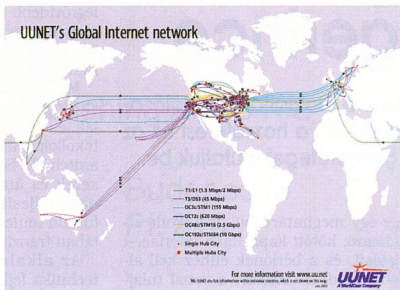 UUNET's Global Internet network
T1/E1 (1.5 Mbps/2 Mbps)
T3/DS3 (45 Mbps)
OC3c/STM1 (155 Mbps)
OC12c (620 Mbps)
OC48c/STM16 (2.5 Gbps)
OC192c/STM64 (10 Gbps)
Single Hub City
Multiple Hubs City
For more information visit www.uu.net
UUNET
A WorldCom Company